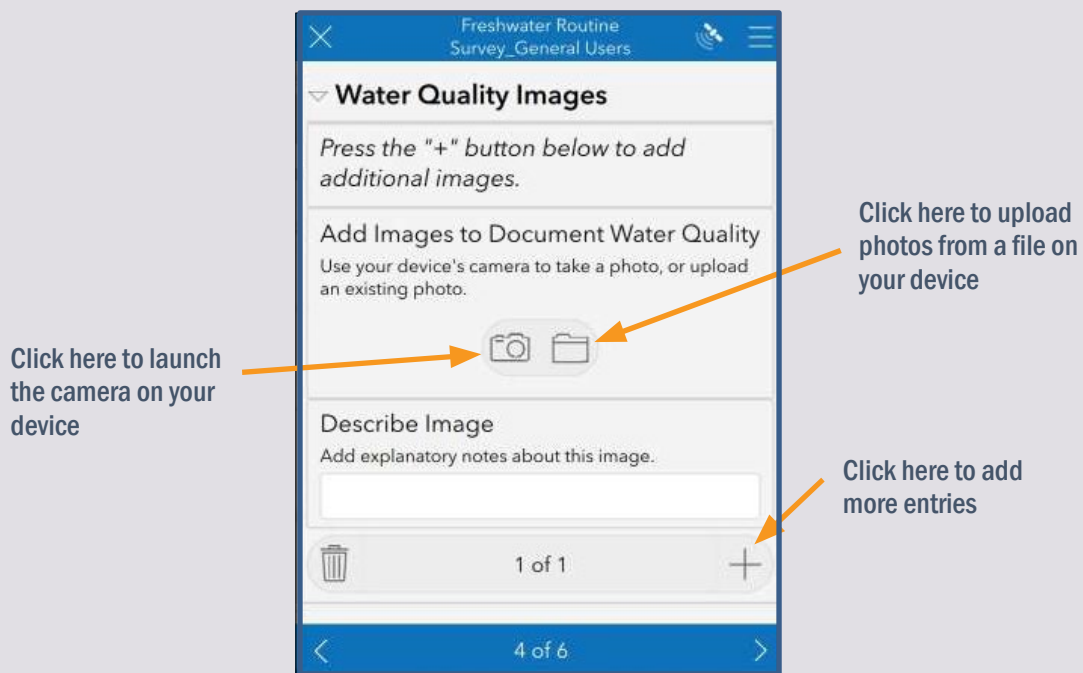 Freshwater Routine
Survey_General Users
Water Quality Images
Press the "+" button below to add
additional images.
Add Images to Document Water Quality
Use your device's camera to take a photo, or upload
an existing photo.
Describe Image
Add explanatory notes about this image.
1 of 1
4 of 6
Click here to launch
the camera on your
device
Click here to upload
photos from a file on
your device
Click here to add
more entries